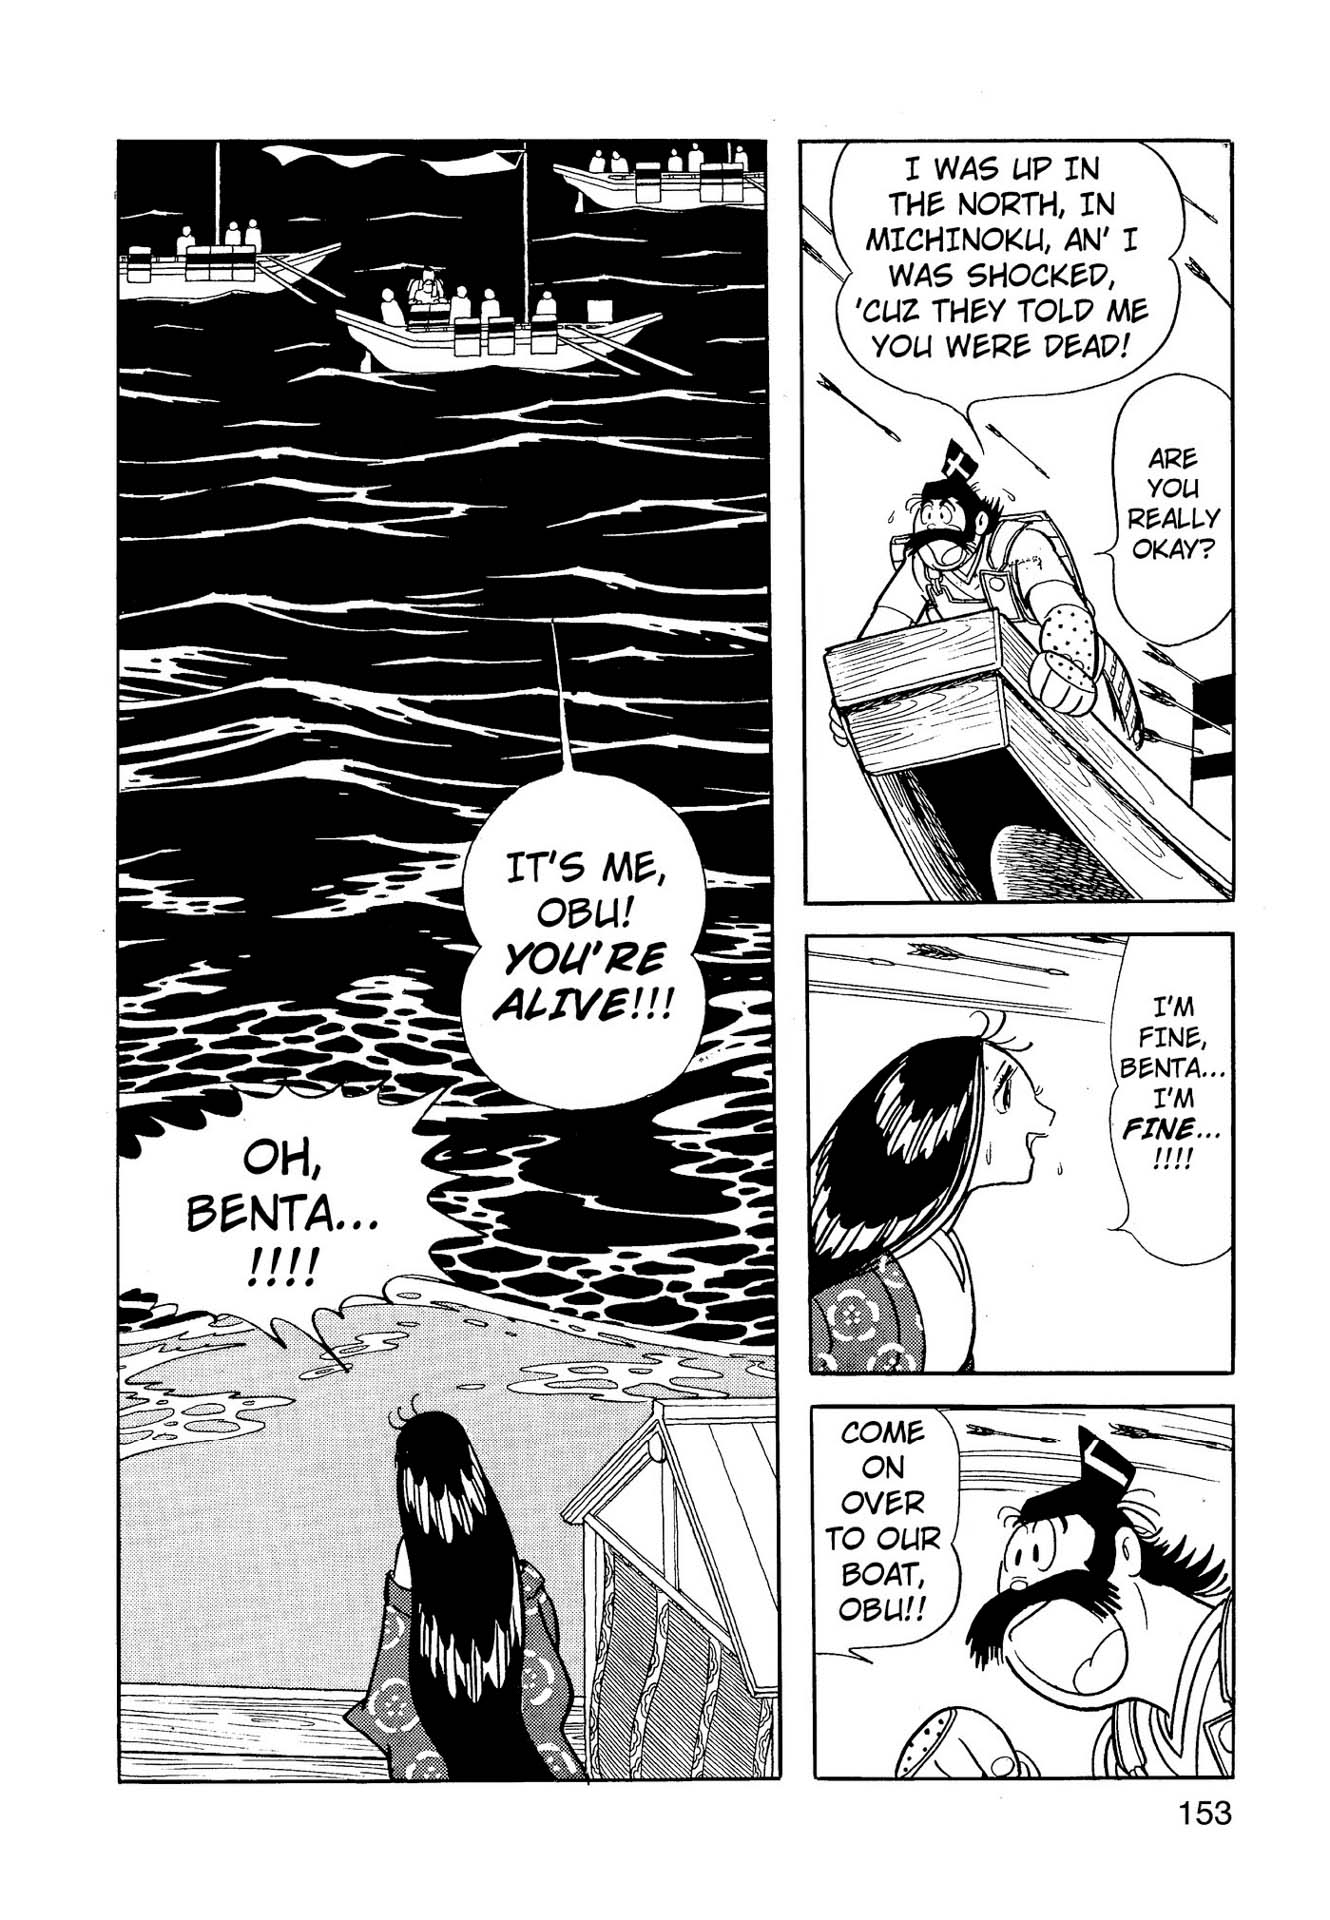 IT'S ME,
OBU!
YOU'RE
ALIVE!!!
OH,
BENTA...
!!!!
I WAS UP IN
THE NORTH, IN
MICHINOKU, AN' I
WAS SHOCKED,
'CUZ THEY TOLD ME
YOU WERE DEAD!
ARE
YOU
REALLY
OKAY?
I'M
FINE,
BENTA...
I'M
FINE...
!!!!
COME
ON
OVER
TO OUR
BOAT,
OBU!!
153